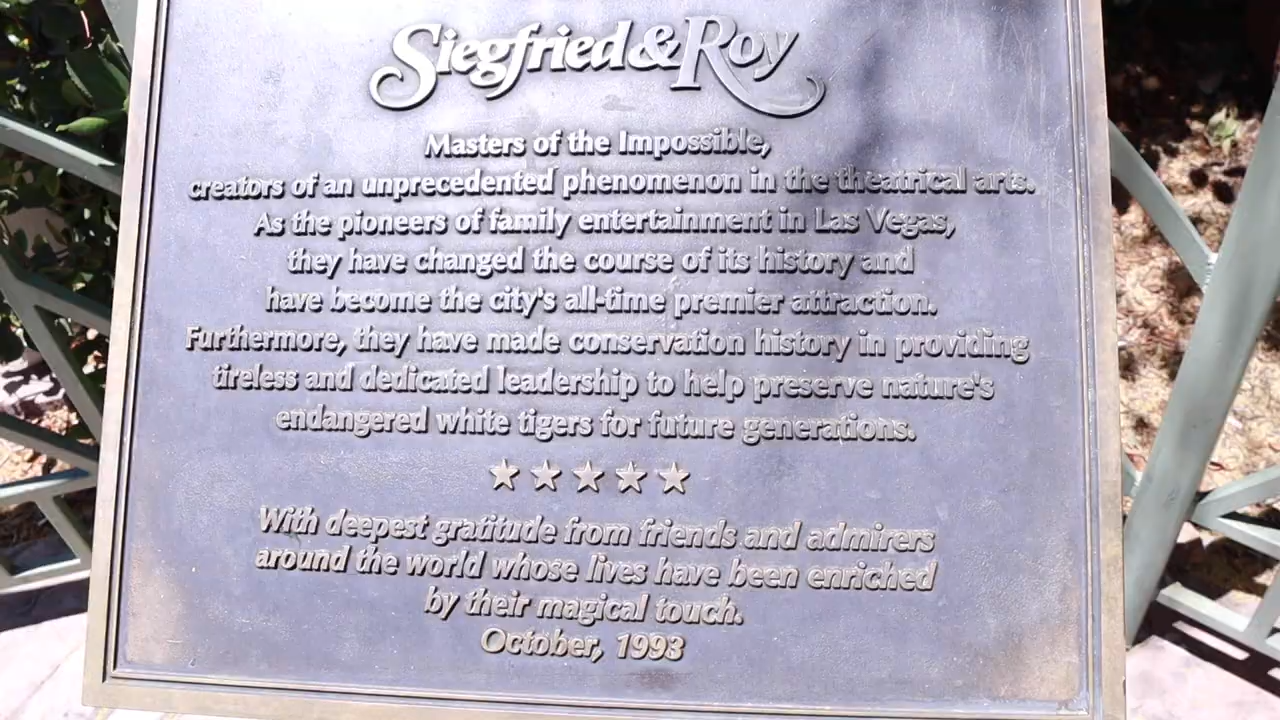 Siegfried & Roy
Masters of the Impossible,
creators of an unprecedented phenomenon in the theatrical arts.
As the pioneers of family entertainment in Las Vegas,
they have changed the course of its history and
have become the city's all-time premier attraction.
Furthermore, they have made conservation history in providing
tireless and dedicated leadership to help preserve nature's
endangered white tigers for future generations.
With deepest gratitude from friends and admirers
around the world whose lives have been enriched
by their magical touch.
October, 1993